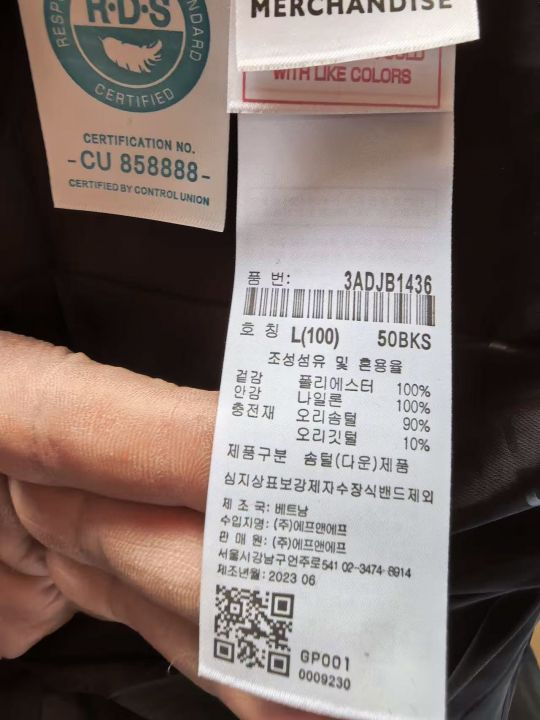 R·D·S
CERTIFIED
CERTIFICATION NO.
-CU 858888-
CERTIFIED BY CONTROL UNION
MERCHANDISE
WITH LIKE COLORS
품 번: 3ADJB1436
호 칭 L(100) 50BKS
조성섬유 및 혼용율
겉감 폴리에스터 100%
안감 나일론 100%
충전재 오리솜털 90%
오리깃털 10%
제품구분 솜털(다운)제품
심지상표보강제자수장식밴드제외
제 조 국: 베트남
수입자명: (주)에프앤에프
판 매 원: (주)에프앤에프
서울시강남구언주로541 02-3474-8914
제조년월: 2023 06
GP001
0009230